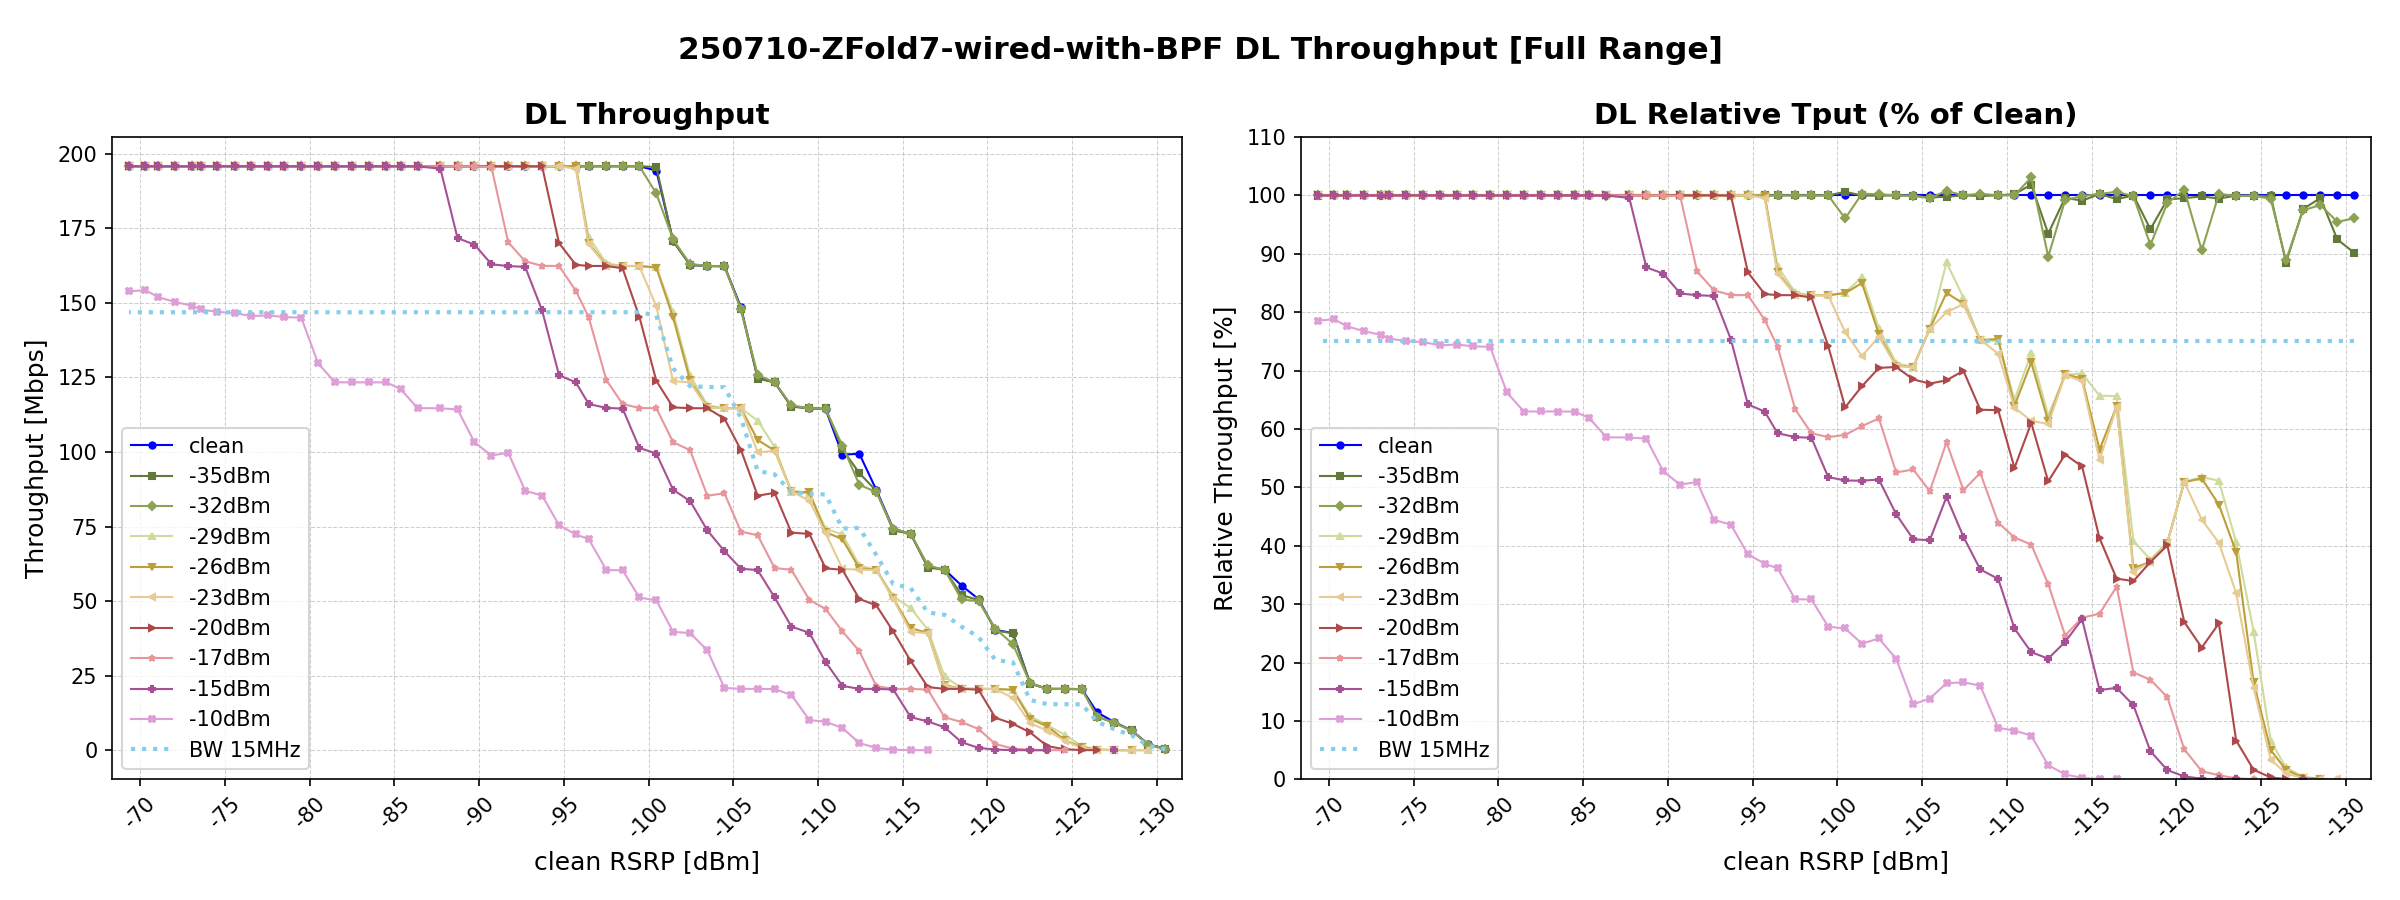 250710-ZFold7-wired-with-BPF DL Throughput [Full Range]
DL Throughput
Throughput [Mbps]
200
175
150
125
100
75
50
25
0
clean
-35dBm
-32dBm
-29dBm
-26dBm
-23dBm
-20dBm
-17dBm
-15dBm
-10dBm
BW 15MHz
-70 -75 -80 -85 -90 -95 -100 -105 -110 -115 -120 -125 -130
clean RSRP [dBm]
DL Relative Tput (% of Clean)
Relative Throughput [%]
110
100
90
80
70
60
50
40
30
20
10
0
clean
-35dBm
-32dBm
-29dBm
-26dBm
-23dBm
-20dBm
-17dBm
-15dBm
-10dBm
BW 15MHz
-70 -75 -80 -85 -90 -95 -100 -105 -110 -115 -120 -125 -130
clean RSRP [dBm]